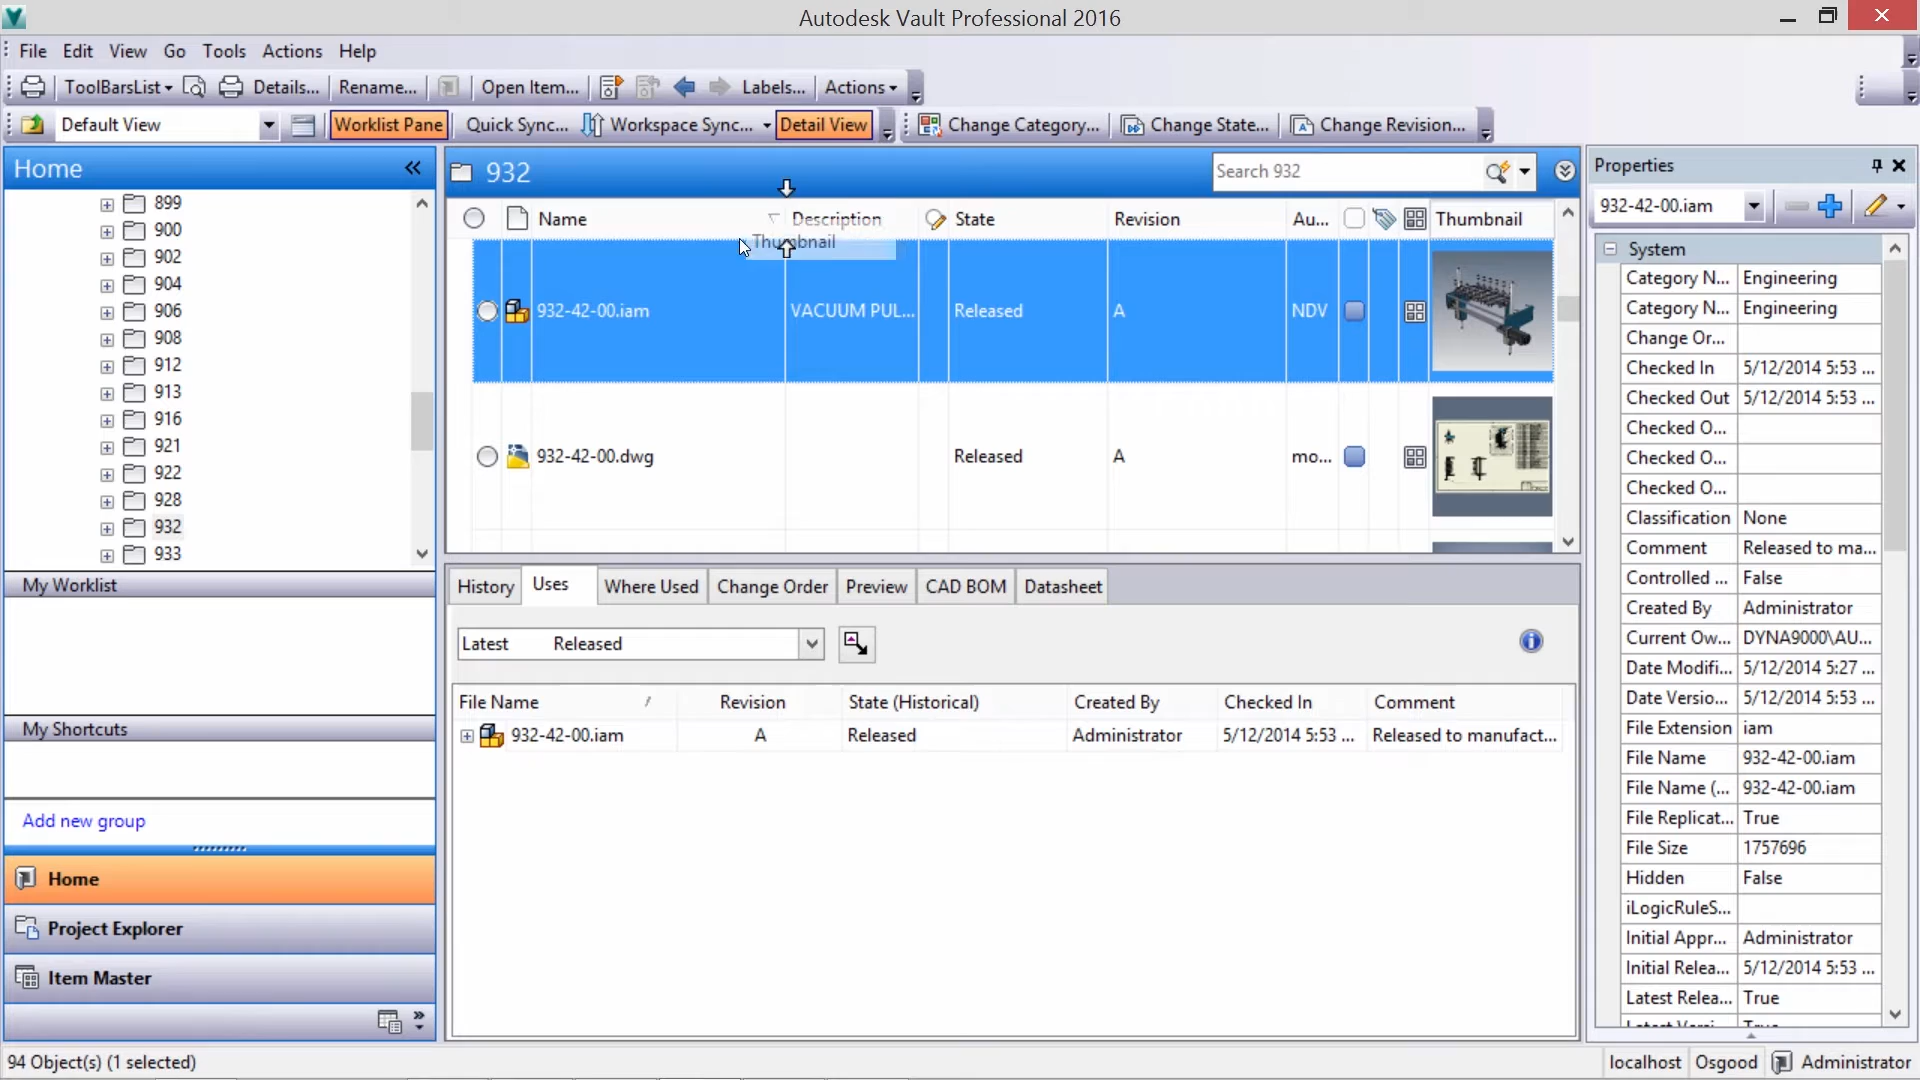 Autodesk Vault Professional 2016
File Edit View Go Tools Actions Help
ToolBarsList Details... Rename... Open Item... Labels... Actions
Default View Worklist Pane Quick Sync... Workspace Sync... Detail View Change Category... Change State... Change Revision...
Home
899
900
902
904
906
908
912
913
916
921
922
928
932
933
My Worklist
My Shortcuts
Add new group
Home
Project Explorer
Item Master
932 Search 932
Name Description State Revision Au... Thumbnail
Thumbnail
932-42-00.iam VACUUM PUL... Released A NDV
932-42-00.dwg Released A mo...
History Uses Where Used Change Order Preview CAD BOM Datasheet
Latest Released
File Name Revision State (Historical) Created By Checked In Comment
932-42-00.iam A Released Administrator 5/12/2014 5:53 ... Released to manufact...
Properties
932-42-00.iam
System
Category N... Engineering
Category N... Engineering
Change Or...
Checked In 5/12/2014 5:53 ...
Checked Out 5/12/2014 5:53 ...
Checked O...
Checked O...
Checked O...
Classification None
Comment Released to ma...
Controlled ... False
Created By Administrator
Current Ow... DYNA9000\AU...
Date Modifi... 5/12/2014 5:27 ...
Date Versio... 5/12/2014 5:53 ...
File Extension iam
File Name 932-42-00.iam
File Name (... 932-42-00.iam
File Replicat... True
File Size 1757696
Hidden False
iLogicRuleS...
Initial Appr... Administrator
Initial Relea... 5/12/2014 5:53 ...
Latest Relea... True
94 Object(s) (1 selected) localhost Osgood Administrator